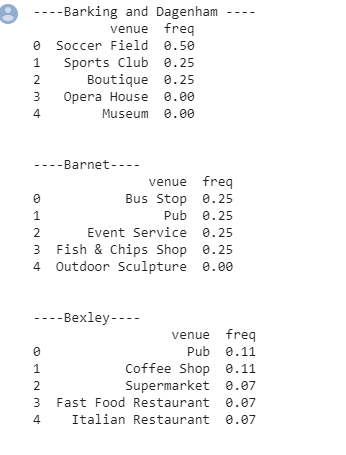 ----Barking and Dagenham ----
venue freq
0 Soccer Field 0.50
1 Sports Club 0.25
2 Boutique 0.25
3 Opera House 0.00
4 Museum 0.00
----Barnet----
venue freq
0 Bus Stop 0.25
1 Pub 0.25
2 Event Service 0.25
3 Fish & Chips Shop 0.25
4 Outdoor Sculpture 0.00
----Bexley----
venue freq
0 Pub 0.11
1 Coffee Shop 0.11
2 Supermarket 0.07
3 Fast Food Restaurant 0.07
4 Italian Restaurant 0.07